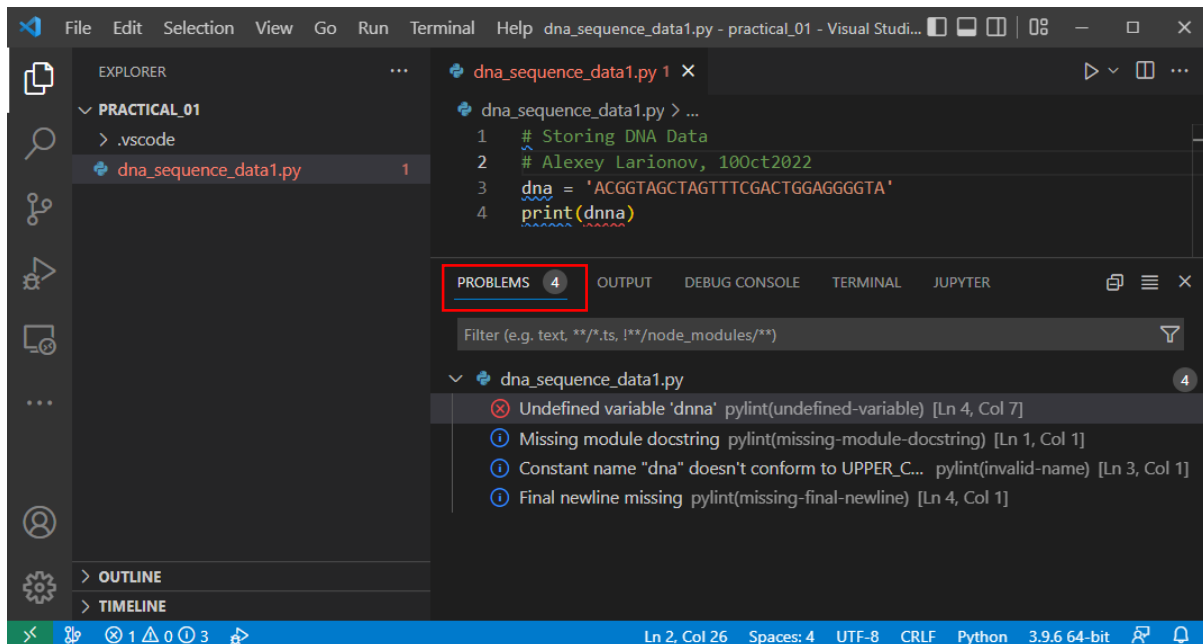 File Edit Selection View Go Run Terminal Help dna_sequence_data1.py - practical_01 - Visual Studi...
EXPLORER
PRACTICAL_01
.vscode
dna_sequence_data1.py 1
OUTLINE
TIMELINE
dna_sequence_data1.py 1
dna_sequence_data1.py > ...
1 # Storing DNA Data
2 # Alexey Larionov, 10Oct2022
3 dna = 'ACGGTAGCTAGTTTCGACTGGAGGGGTA'
4 print(dnna)
PROBLEMS 4 OUTPUT DEBUG CONSOLE TERMINAL JUPYTER
Filter (e.g. text, **/*.ts, !**/node_modules/**)
dna_sequence_data1.py 4
Undefined variable 'dnna' pylint(undefined-variable) [Ln 4, Col 7]
Missing module docstring pylint(missing-module-docstring) [Ln 1, Col 1]
Constant name "dna" doesn't conform to UPPER_C... pylint(invalid-name) [Ln 3, Col 1]
Final newline missing pylint(missing-final-newline) [Ln 4, Col 1]
1 0 3 Ln 2, Col 26 Spaces: 4 UTF-8 CRLF Python 3.9.6 64-bit